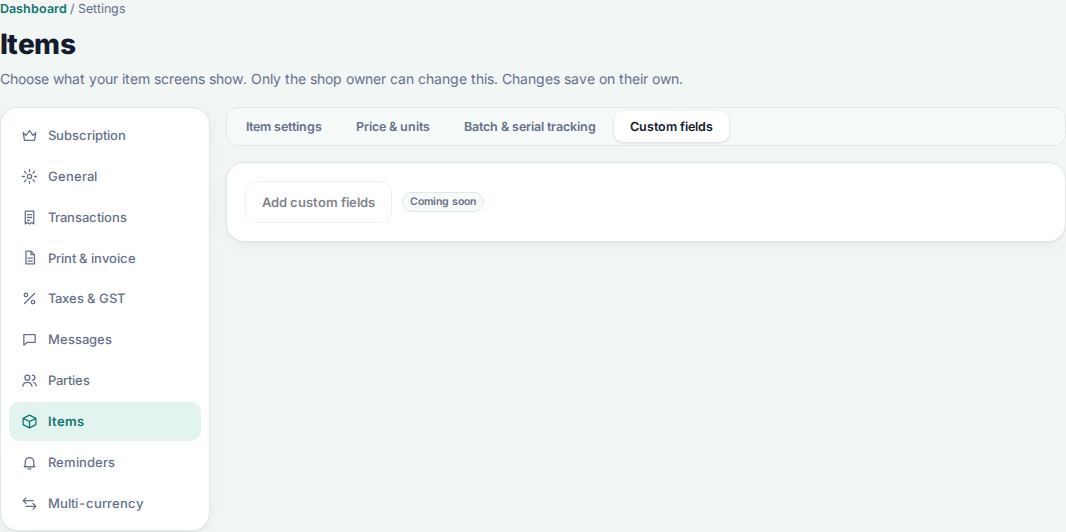 Dashboard / Settings
Items
Choose what your item screens show. Only the shop owner can change this. Changes save on their own.
Subscription
General
Transactions
Print & invoice
Taxes & GST
Messages
Parties
Items
Reminders
Multi-currency
Item settings
Price & units
Batch & serial tracking
Custom fields
Add custom fields
Coming soon